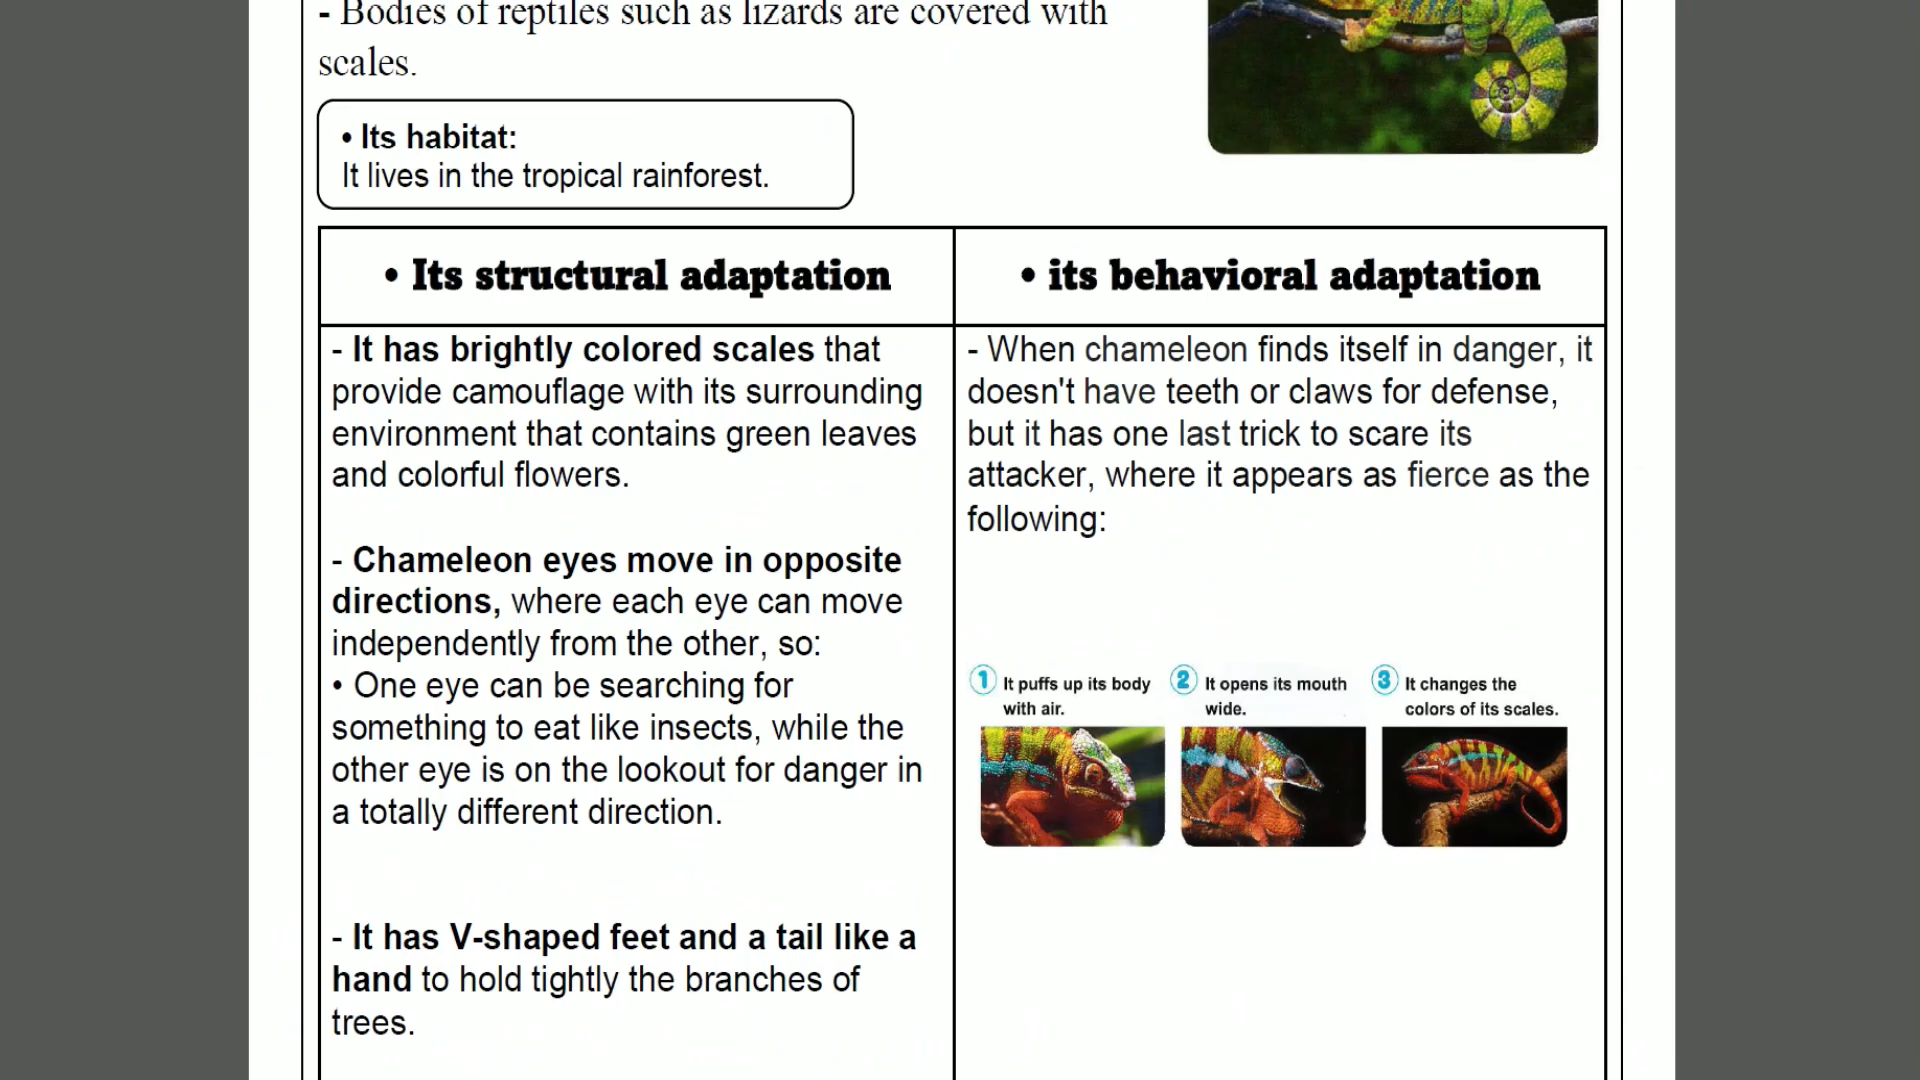 - Bodies of reptiles such as lizards are covered with
scales.
• Its habitat:
It lives in the tropical rainforest.
• Its structural adaptation
- It has brightly colored scales that
provide camouflage with its surrounding
environment that contains green leaves
and colorful flowers.
- Chameleon eyes move in opposite
directions, where each eye can move
independently from the other, so:
• One eye can be searching for
something to eat like insects, while the
other eye is on the lookout for danger in
a totally different direction.
- It has V-shaped feet and a tail like a
hand to hold tightly the branches of
trees.
• its behavioral adaptation
- When chameleon finds itself in danger, it
doesn't have teeth or claws for defense,
but it has one last trick to scare its
attacker, where it appears as fierce as the
following:
1 It puffs up its body
with air.
2 It opens its mouth
wide.
3 It changes the
colors of its scales.